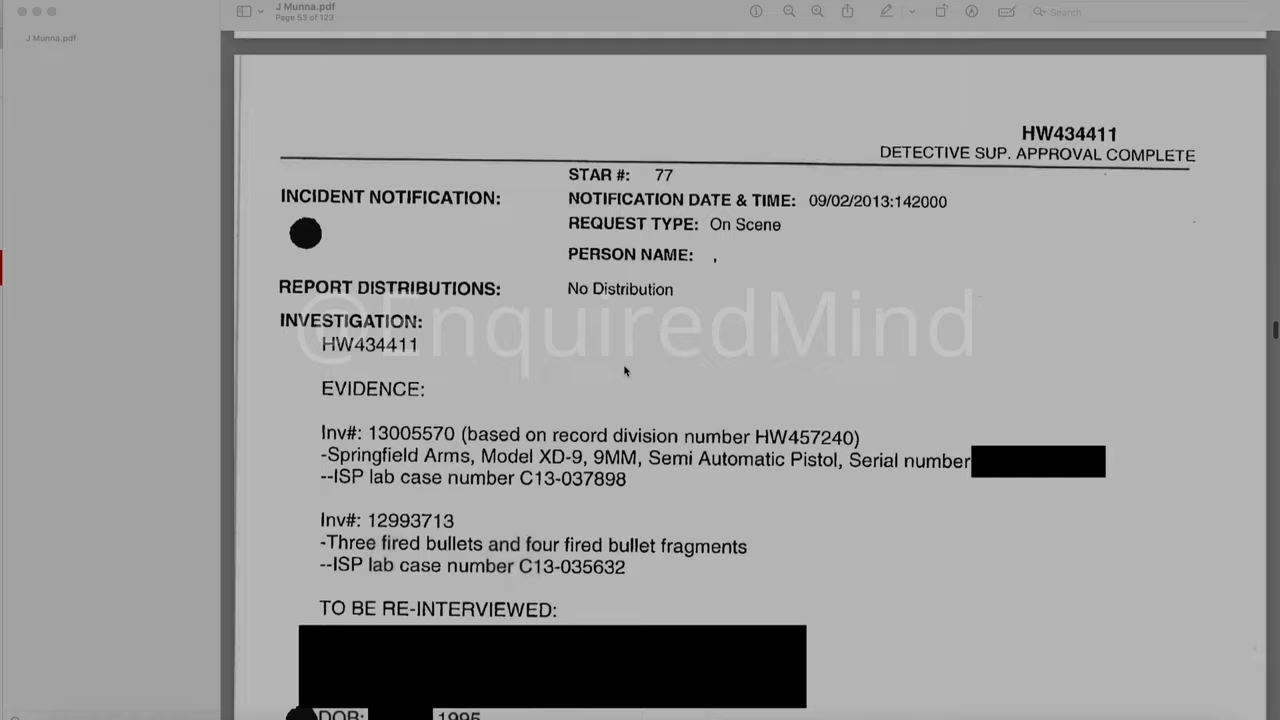 J Munna.pdf
Page 53 of 123
Search
J Munna.pdf
HW434411
DETECTIVE SUP. APPROVAL COMPLETE
STAR #: 77
INCIDENT NOTIFICATION:
NOTIFICATION DATE & TIME: 09/02/2013:142000
REQUEST TYPE: On Scene
PERSON NAME: ,
REPORT DISTRIBUTIONS: No Distribution
@EnquiredMind
INVESTIGATION:
HW434411
EVIDENCE:
Inv#: 13005570 (based on record division number HW457240)
-Springfield Arms, Model XD-9, 9MM, Semi Automatic Pistol, Serial number
--ISP lab case number C13-037898
Inv#: 12993713
-Three fired bullets and four fired bullet fragments
--ISP lab case number C13-035632
TO BE RE-INTERVIEWED:
DOB: 1995